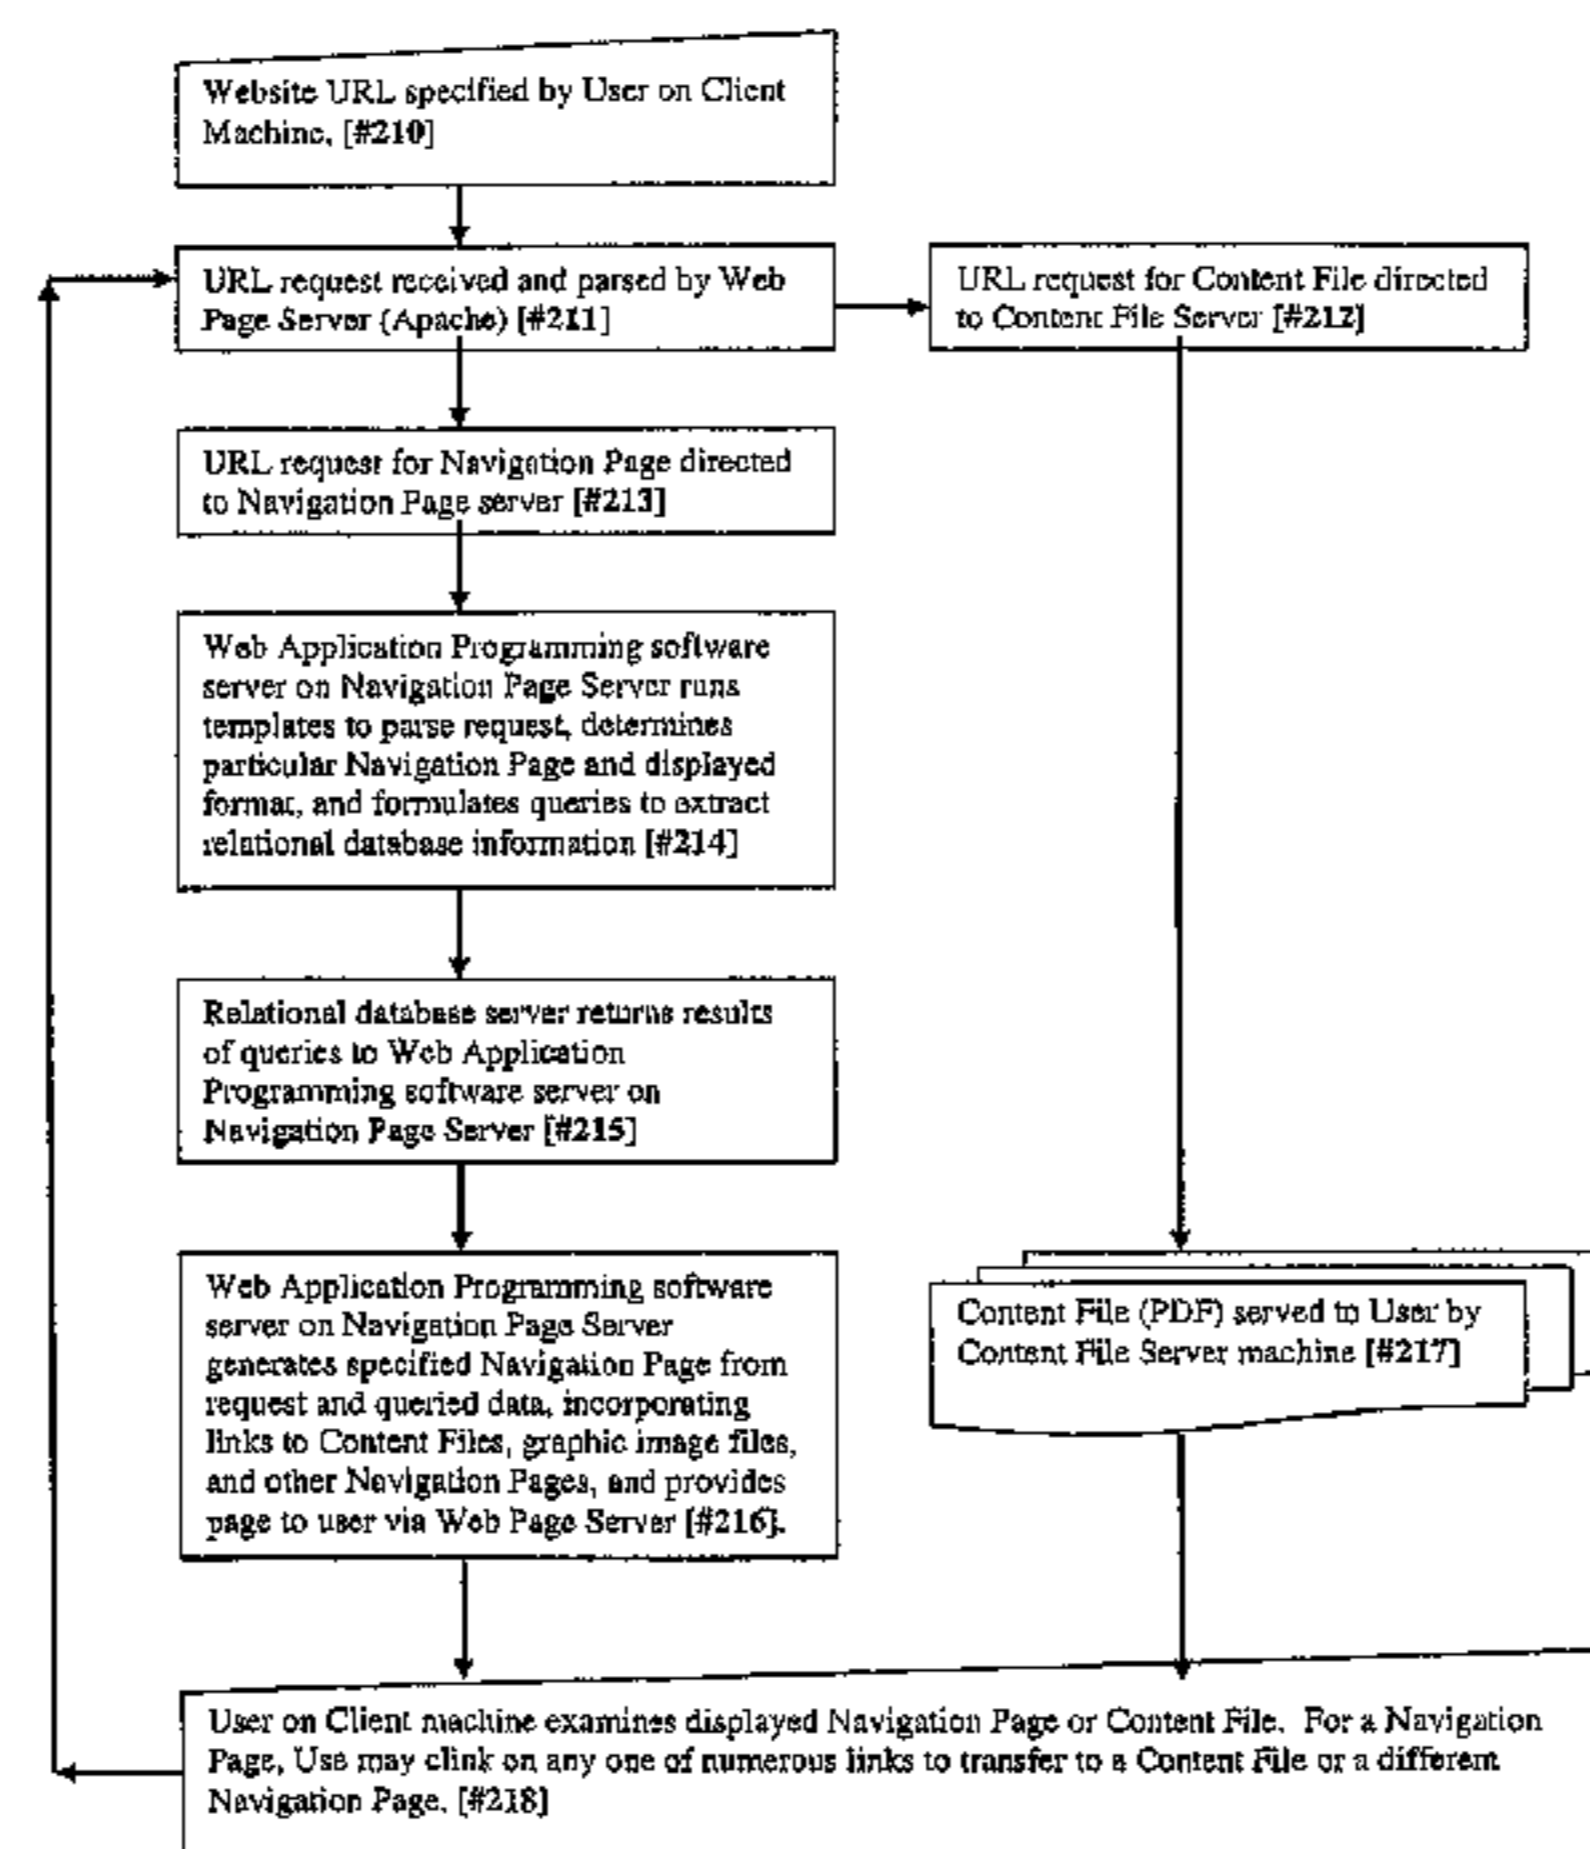 Website URL specified by User on Client
Machine. [#210]
URL request received and parsed by Web
Page Server (Apache) [#211]
URL request for Content File directed
to Content File Server [#212]
URL request for Navigation Page directed
to Navigation Page server [#213]
Web Application Programming software
server on Navigation Page Server runs
templates to parse request, determines
particular Navigation Page and displayed
format, and formulates queries to extract
relational database information [#214]
Relational database server returns results
of queries to Web Application
Programming software server on
Navigation Page Server [#215]
Web Application Programming software
server on Navigation Page Server
generates specified Navigation Page from
request and queried data, incorporating
links to Content Files, graphic image files,
and other Navigation Pages, and provides
page to user via Web Page Server [#216].
Content File (PDF) served to User by
Content File Server machine [#217]
User on Client machine examines displayed Navigation Page or Content File. For a Navigation
Page, Use may clink on any one of numerous links to transfer to a Content File or a different
Navigation Page. [#218]